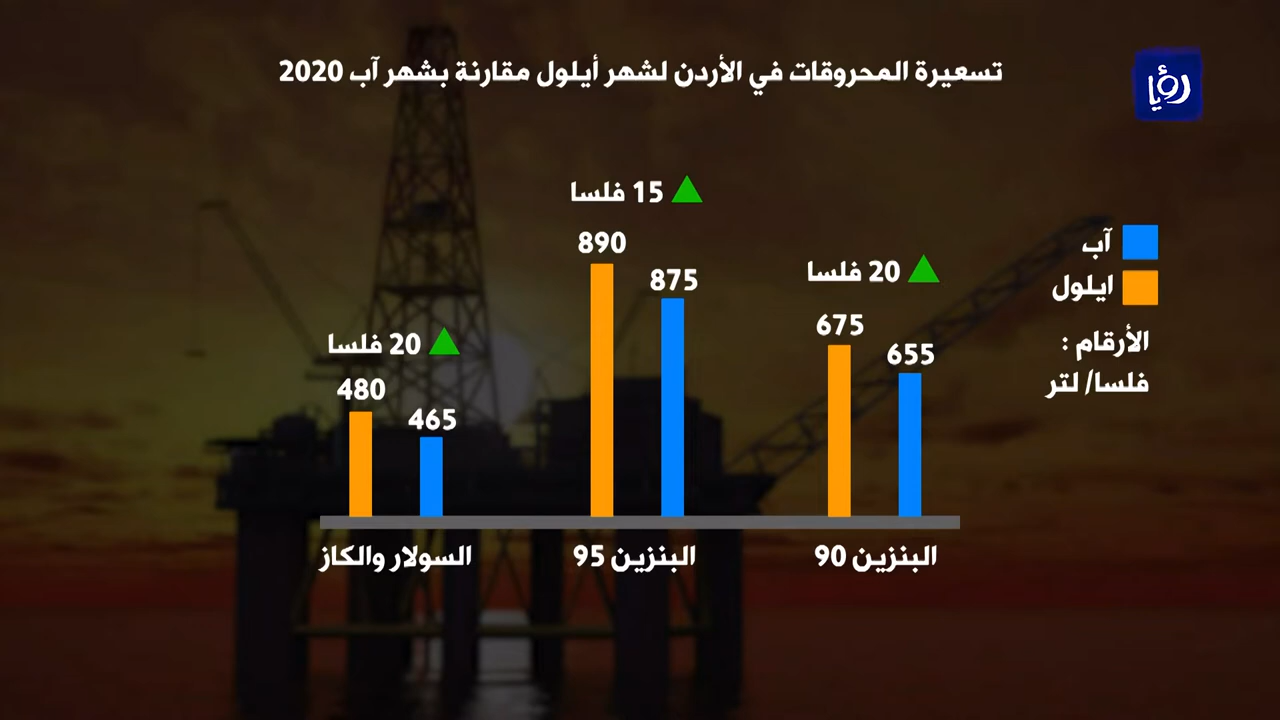 تسعيرة المحروقات في الأردن لشهر أيلول مقارنة بشهر آب 2020
رؤيا
آب
ايلول
الأرقام :
فلسا/ لتر
20 فلسا
675
655
البنزين 90
15 فلسا
890
875
البنزين 95
20 فلسا
480
465
السولار والكاز